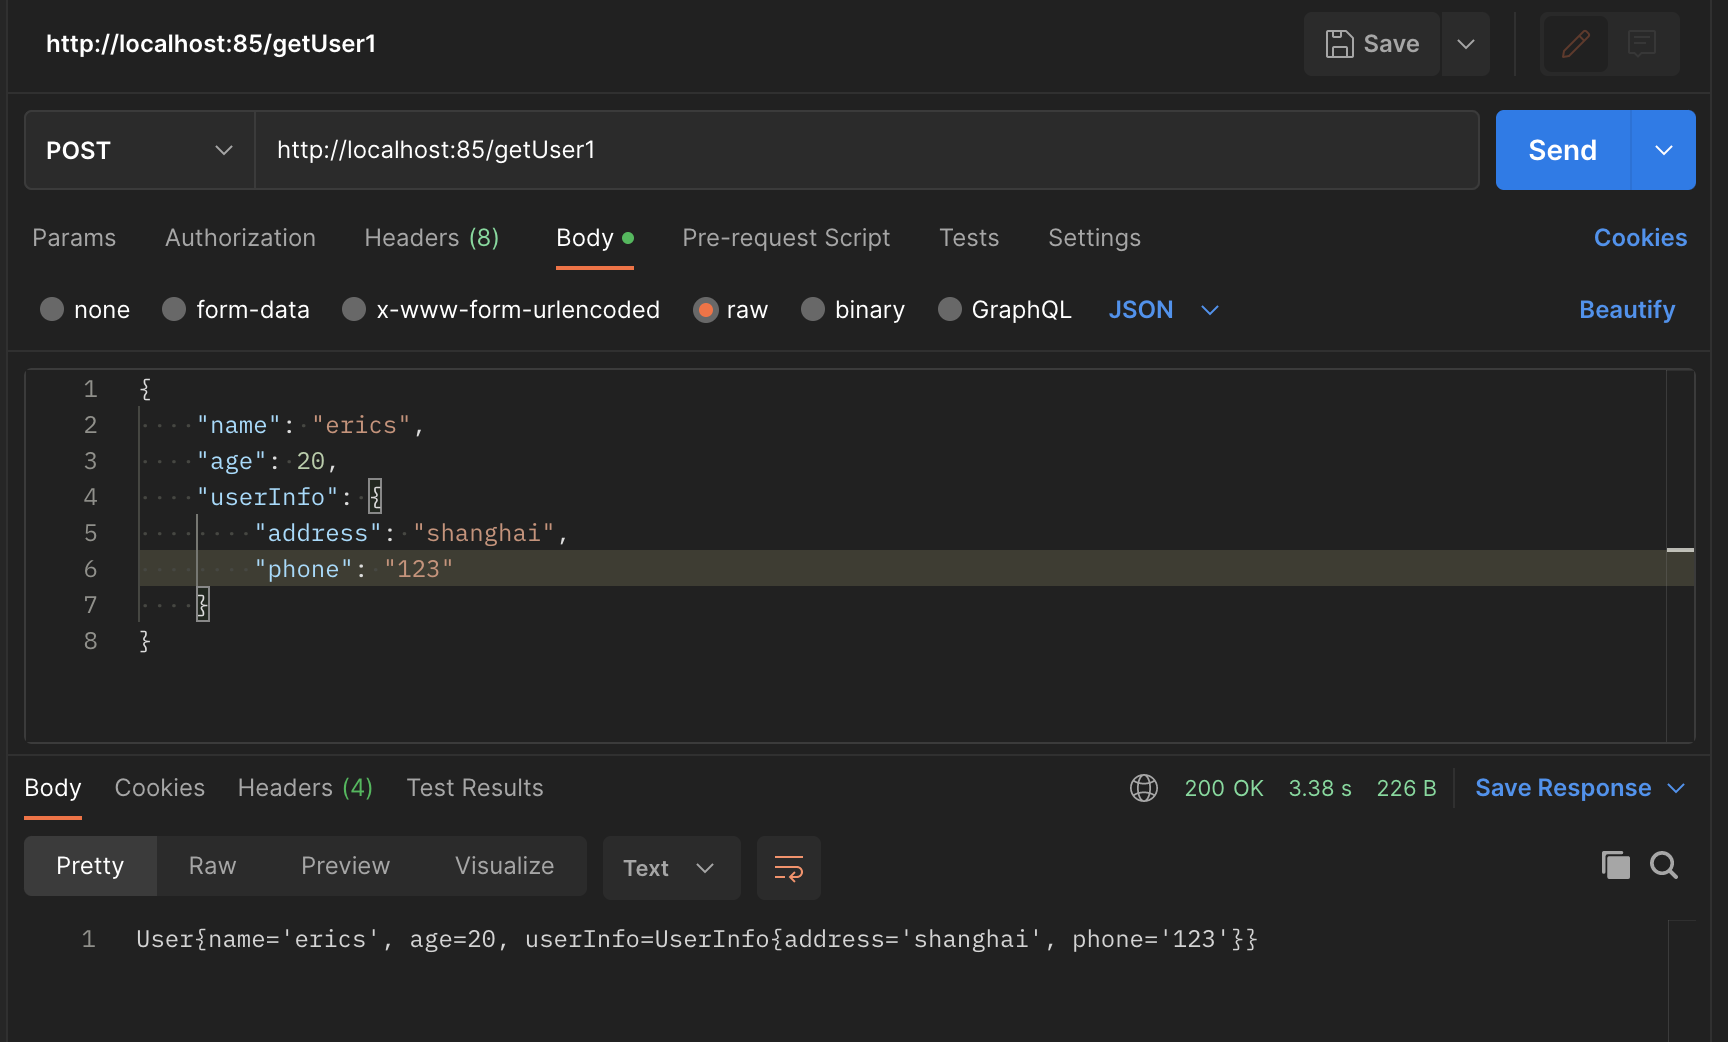 http://localhost:85/getUser1
Save
POST
http://localhost:85/getUser1
Send
Params Authorization Headers (8) Body Pre-request Script Tests Settings Cookies
none form-data x-www-form-urlencoded raw binary GraphQL JSON Beautify
1 {
2 "name": "erics",
3 "age": 20,
4 "userInfo": {
5 "address": "shanghai",
6 "phone": "123"
7 }
8 }
Body Cookies Headers (4) Test Results 200 OK 3.38 s 226 B Save Response
Pretty Raw Preview Visualize Text
1 User{name='erics', age=20, userInfo=UserInfo{address='shanghai', phone='123'}}